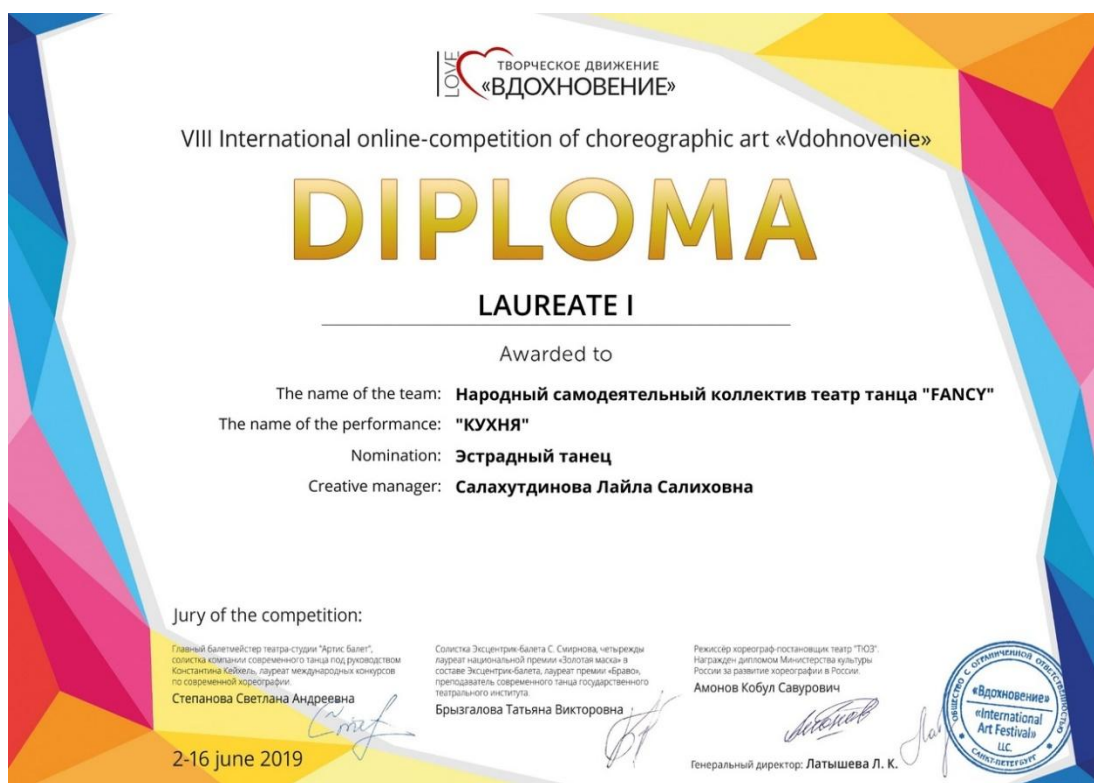 LOVE
ТВОРЧЕСКОЕ ДВИЖЕНИЕ
«ВДОХНОВЕНИЕ»
VIII International online-competition of choreographic art «Vdohnovenie»
DIPLOMA
LAUREATE I
Awarded to
The name of the team: Народный самодеятельный коллектив театр танца "FANCY"
The name of the performance: "КУХНЯ"
Nomination: Эстрадный танец
Creative manager: Салахутдинова Лайла Салиховна
Jury of the competition:
Главный балетмейстер театра-студии "Артис балет",
солистка компании современного танца под руководством
Константина Кейхель, лауреат международных конкурсов
по современной хореографии.
Степанова Светлана Андреевна
Солистка Эксцентрик-балета С. Смирнова, четырежды
лауреат национальной премии «Золотая маска» в
составе Эксцентрик-балета, лауреат премии «Браво»,
преподаватель современного танца государственного
театрального института.
Брызгалова Татьяна Викторовна
Режиссёр хореограф-постановщик театр "ТЮЗ".
Награжден дипломом Министерства культуры
России за развитие хореографии в России.
Амонов Кобул Савурович
2-16 june 2019
Генеральный директор: Латышева Л. К.
ОБЩЕСТВО С ОГРАНИЧЕННОЙ ОТВЕТСТВЕННОСТЬЮ
«Вдохновение»
«International
Art Festival»
LLC.
САНКТ-ПЕТЕРБУРГ